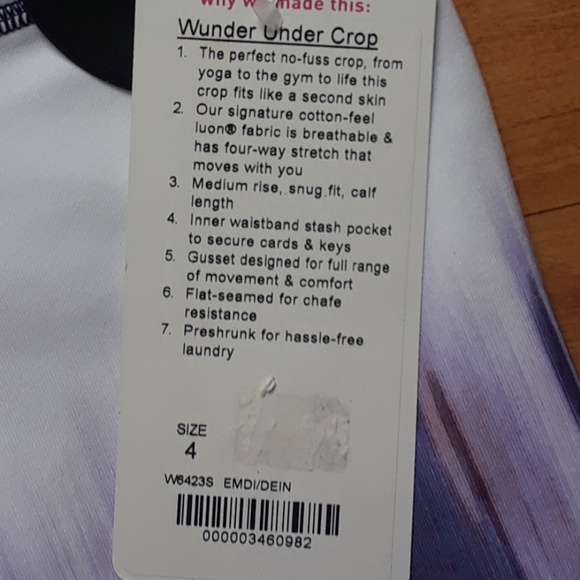 why w made this:
Wunder Under Crop
1. The perfect no-fuss crop, from
yoga to the gym to life this
crop fits like a second skin
2. Our signature cotton-feel
luon® fabric is breathable &
has four-way stretch that
moves with you
3. Medium rise, snug fit, calf
length
4. Inner waistband stash pocket
to secure cards & keys
5. Gusset designed for full range
of movement & comfort
6. Flat-seamed for chafe
resistance
7. Preshrunk for hassle-free
laundry
SIZE
4
W6423S EMDI/DEIN
000003460982